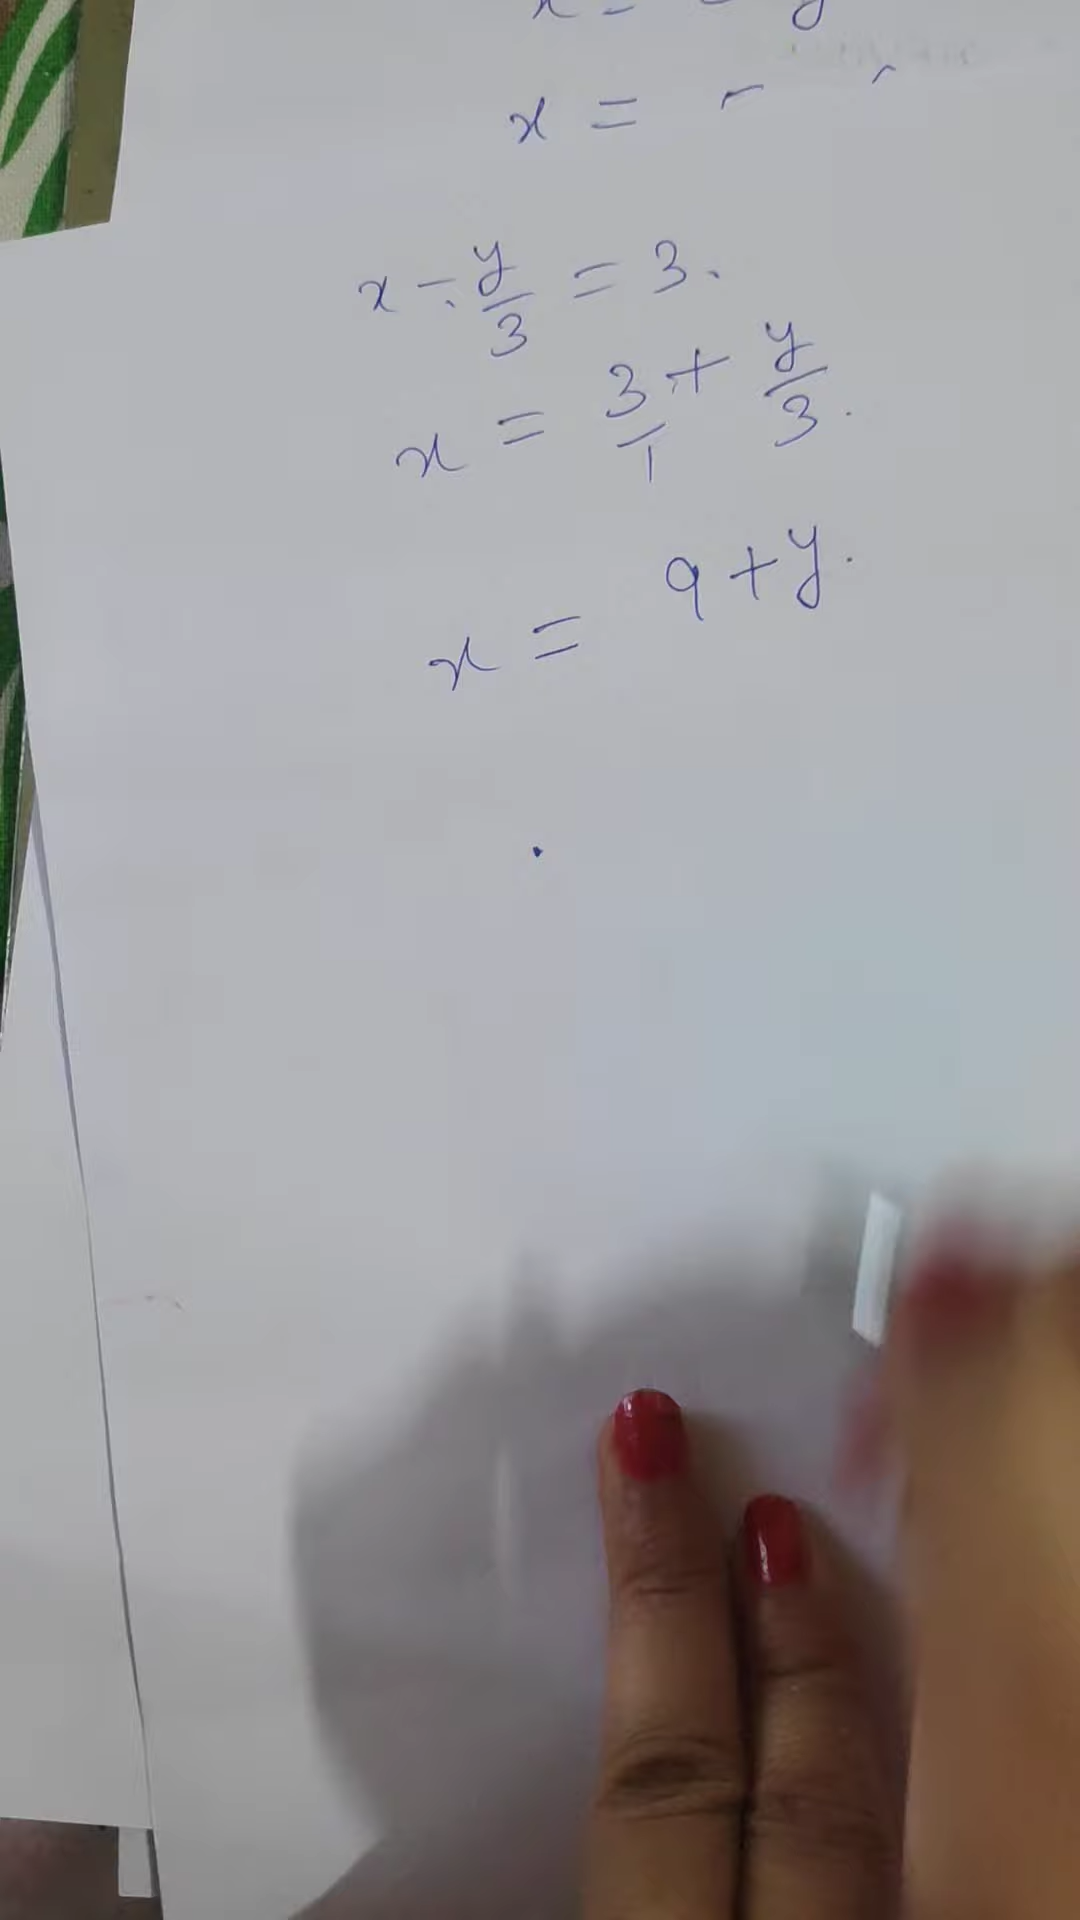 x =
x - y/3 = 3.
x = 3/1 + y/3.
x = 9 + y.